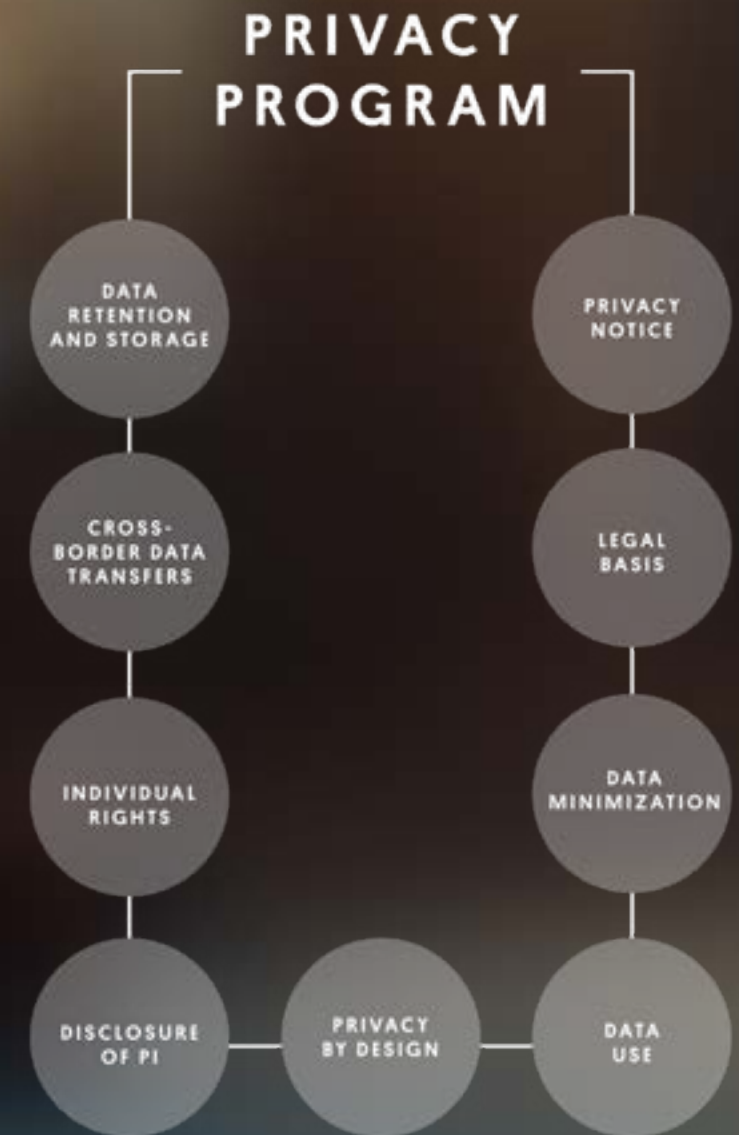 PRIVACY
PROGRAM
DATA
RETENTION
AND STORAGE
PRIVACY
NOTICE
CROSS-
BORDER DATA
TRANSFERS
LEGAL
BASIS
INDIVIDUAL
RIGHTS
DATA
MINIMIZATION
DISCLOSURE
OF PI
PRIVACY
BY DESIGN
DATA
USE